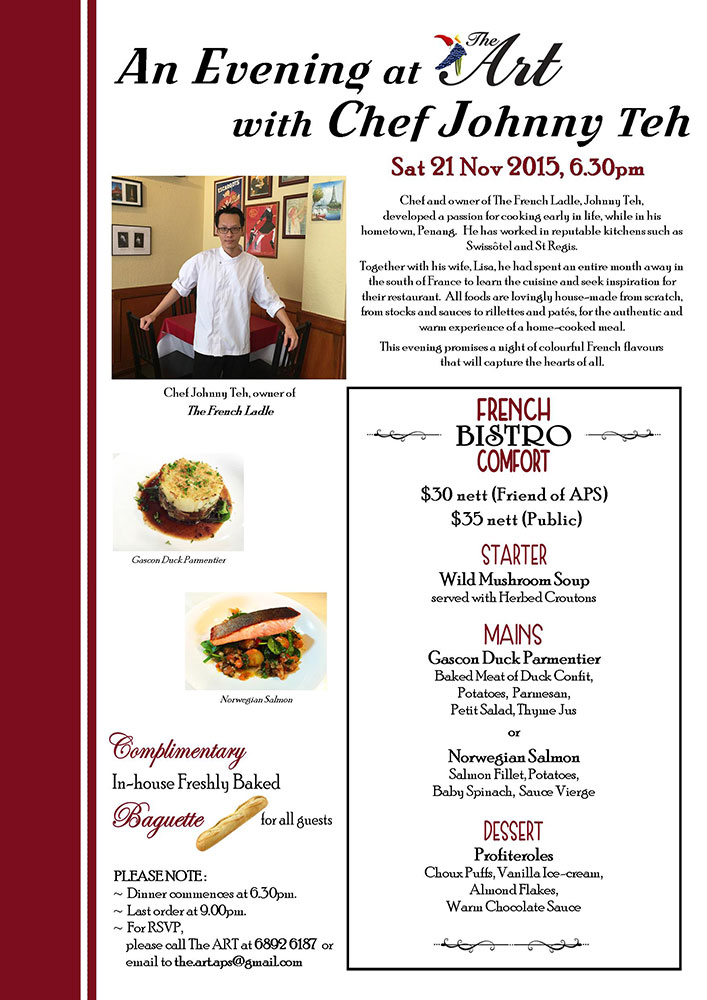 An Evening at The Art
with Chef Johnny Teh
Sat 21 Nov 2015, 6.30pm
Chef and owner of The French Ladle, Johnny Teh,
developed a passion for cooking early in life, while in his
hometown, Penang. He has worked in reputable kitchens such as
Swissôtel and St Regis.
Together with his wife, Lisa, he had spent an entire month away in
the south of France to learn the cuisine and seek inspiration for
their restaurant. All foods are lovingly house-made from scratch,
from stocks and sauces to rillettes and patés, for the authentic and
warm experience of a home-cooked meal.
This evening promises a night of colourful French flavours
that will capture the hearts of all.
Chef Johnny Teh, owner of
The French Ladle
Gascon Duck Parmentier
Norwegian Salmon
Complimentary
In-house Freshly Baked
Baguette for all guests
PLEASE NOTE :
~ Dinner commences at 6.30pm.
~ Last order at 9.00pm.
~ For RSVP,
please call The ART at 6892 6187 or
email to the.art.aps@gmail.com
FRENCH
BISTRO
COMFORT
$30 nett (Friend of APS)
$35 nett (Public)
STARTER
Wild Mushroom Soup
served with Herbed Croutons
MAINS
Gascon Duck Parmentier
Baked Meat of Duck Confit,
Potatoes, Parmesan,
Petit Salad, Thyme Jus
or
Norwegian Salmon
Salmon Fillet, Potatoes,
Baby Spinach, Sauce Vierge
DESSERT
Profiteroles
Choux Puffs, Vanilla Ice-cream,
Almond Flakes,
Warm Chocolate Sauce